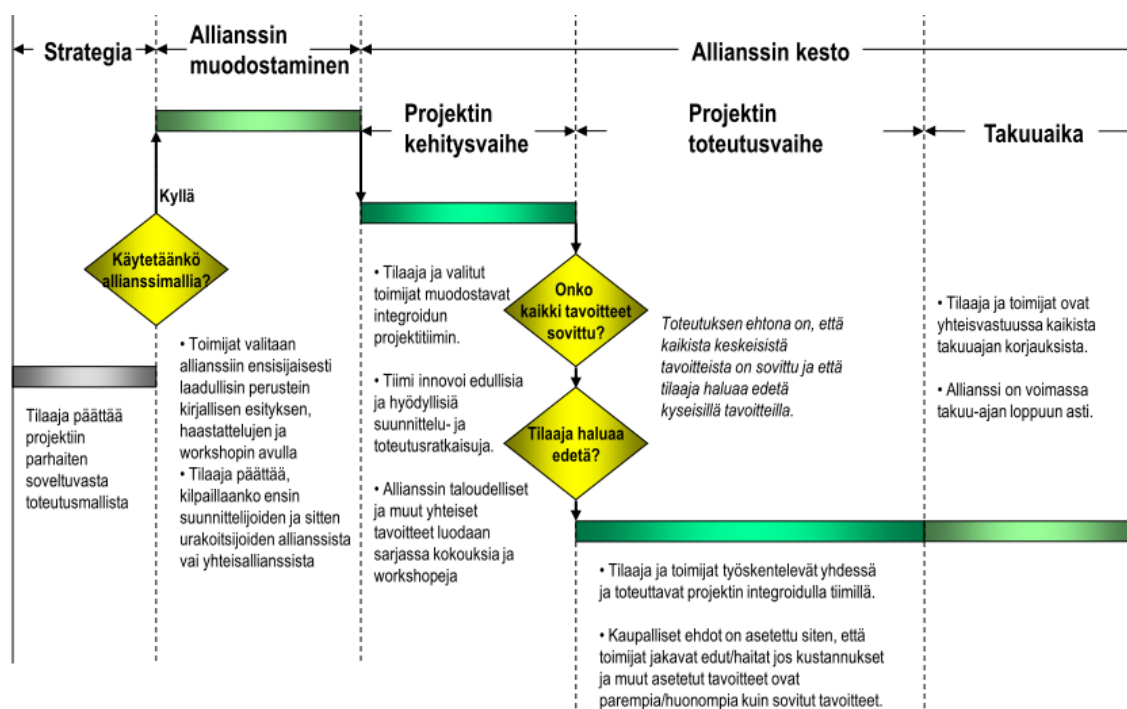 Strategia
Allianssin
muodostaminen
Allianssin kesto
Projektin
kehitysvaihe
Projektin
toteutusvaihe
Takuuaika
Kyllä
Käytetäänkö
allianssimallia?
Tilaaja päättää
projektiin
parhaiten
soveltuvasta
toteutusmallista
• Toimijat valitaan
allianssiin ensisijaisesti
laadullisin perustein
kirjallisen esityksen,
haastattelujen ja
workshopin avulla
• Tilaaja päättää,
kilpaillaanko ensin
suunnittelijoiden ja sitten
urakoitsijoiden allianssista
vai yhteisallianssista
• Tilaaja ja valitut
toimijat muodostavat
integroidun
projektitiimin.
• Tiimi innovoi edullisia
ja hyödyllisiä
suunnittelu- ja
toteutusratkaisuja.
• Allianssin taloudelliset
ja muut yhteiset
tavoitteet luodaan
sarjassa kokouksia ja
workshopeja
Onko
kaikki tavoitteet
sovittu?
Tilaaja haluaa
edetä?
Toteutuksen ehtona on, että
kaikista keskeisistä
tavoitteista on sovittu ja että
tilaaja haluaa edetä
kyseisillä tavoitteilla.
• Tilaaja ja toimijat työskentelevät yhdessä
ja toteuttavat projektin integroidulla tiimillä.
• Kaupalliset ehdot on asetettu siten, että
toimijat jakavat edut/haitat jos kustannukset
ja muut asetetut tavoitteet ovat
parempia/huonompia kuin sovitut tavoitteet.
• Tilaaja ja toimijat ovat
yhteisvastuussa kaikista
takuuajan korjauksista.
• Allianssi on voimassa
takuu-ajan loppuun asti.